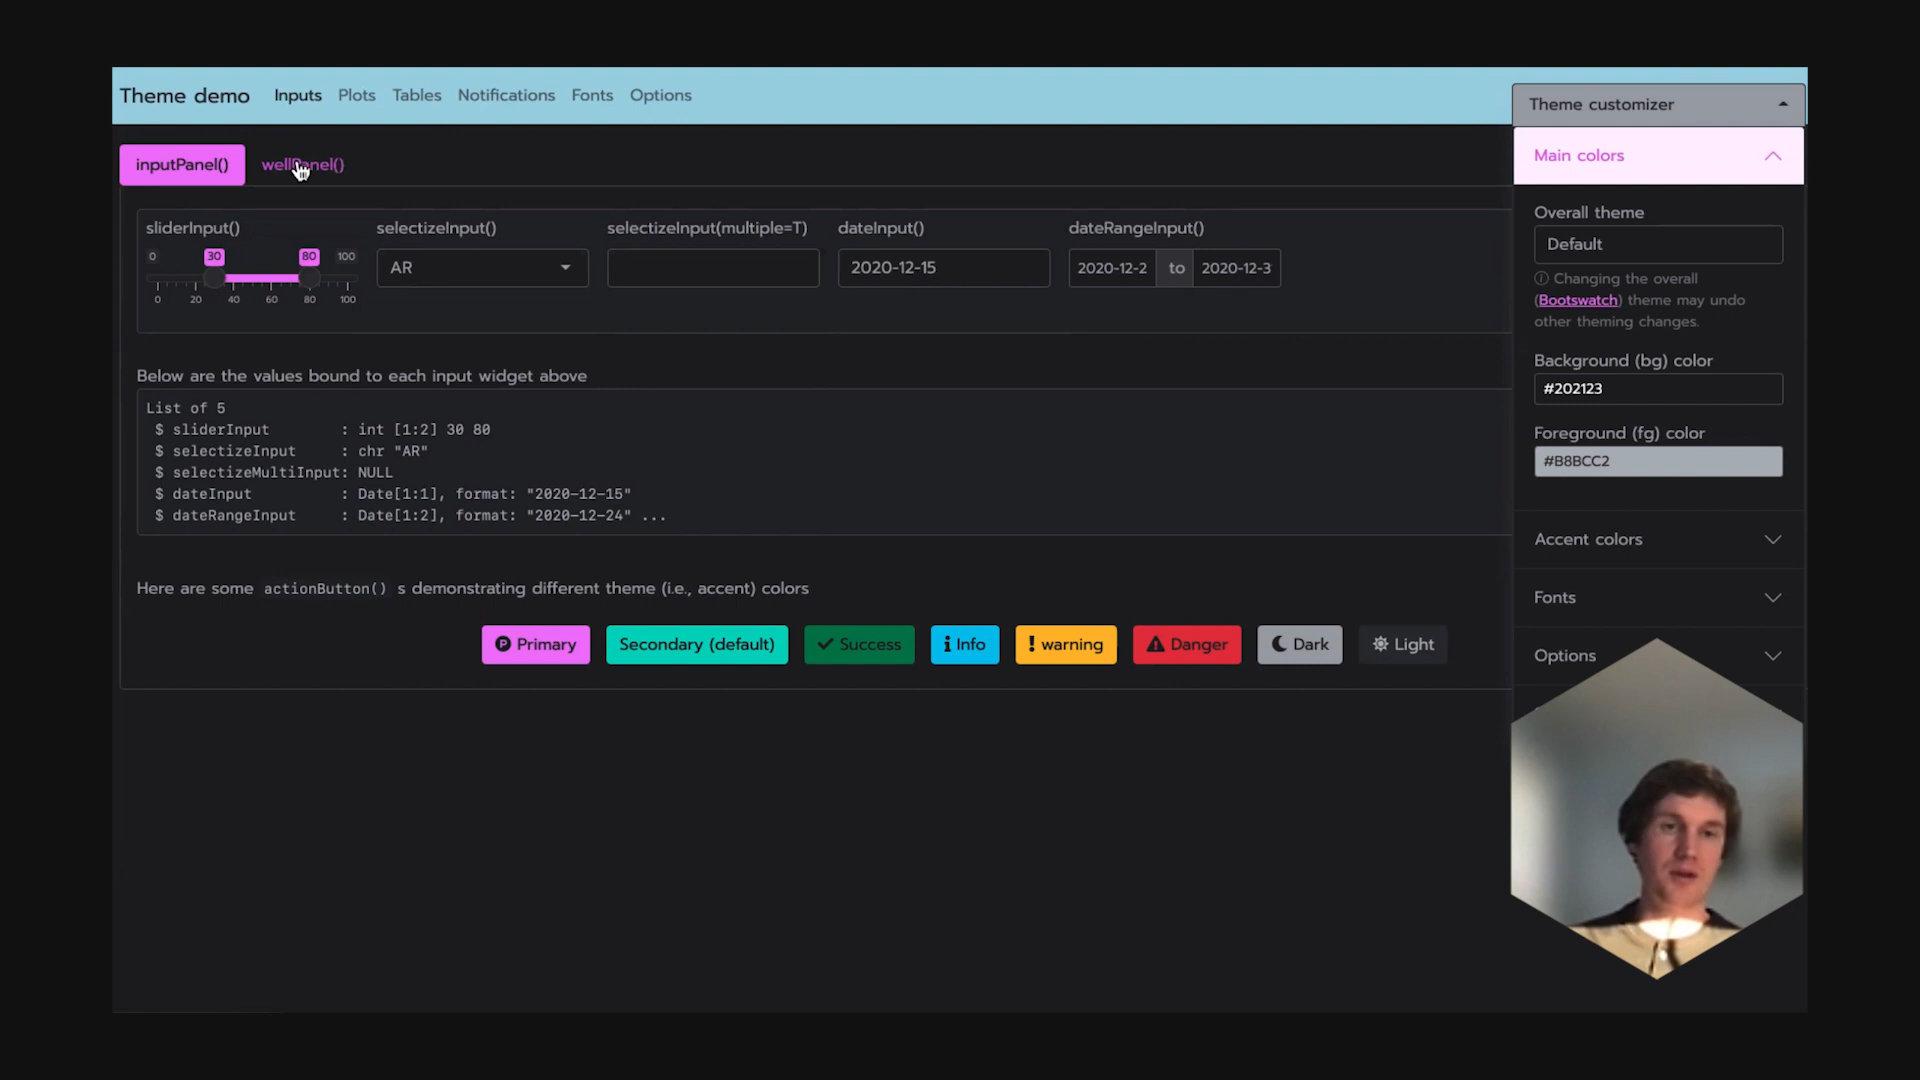 Theme demo Inputs Plots Tables Notifications Fonts Options
Theme customizer
inputPanel() wellPanel()
Main colors
sliderInput() selectizeInput() selectizeInput(multiple=T) dateInput() dateRangeInput()
0 30 80 100
AR
2020-12-15
2020-12-2 to 2020-12-3
0 20 40 60 80 100
Below are the values bound to each input widget above
List of 5
$ sliderInput : int [1:2] 30 80
$ selectizeInput : chr "AR"
$ selectizeMultiInput: NULL
$ dateInput : Date[1:1], format: "2020-12-15"
$ dateRangeInput : Date[1:2], format: "2020-12-24" ...
Here are some actionButton() s demonstrating different theme (i.e., accent) colors
Primary Secondary (default) Success Info warning Danger Dark Light
Overall theme
Default
Changing the overall
(Bootswatch) theme may undo
other theming changes.
Background (bg) color
#202123
Foreground (fg) color
#B8BCC2
Accent colors
Fonts
Options